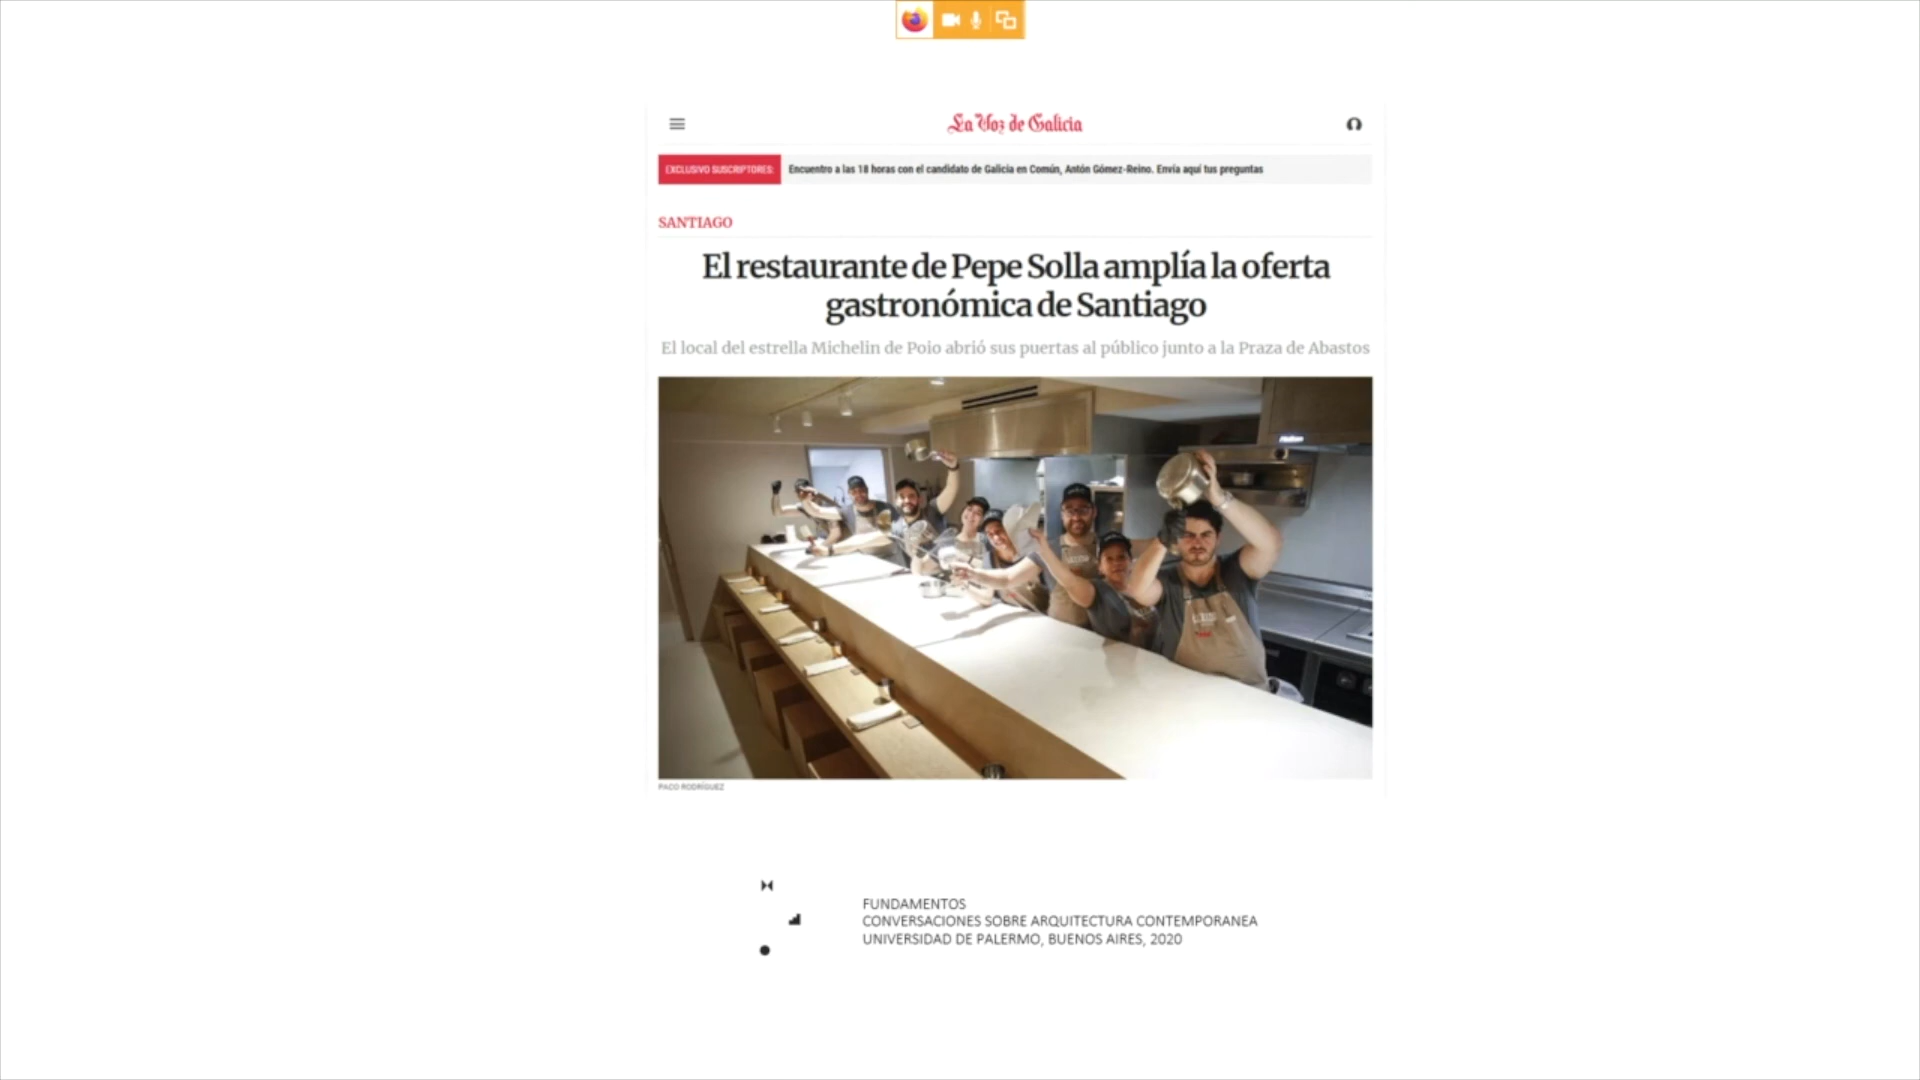 La Voz de Galicia
EXCLUSIVO SUSCRIPTORES:
Encuentro a las 18 horas con el candidato de Galicia en Común, Antón Gómez-Reino. Envía aquí tus preguntas
SANTIAGO
El restaurante de Pepe Solla amplía la oferta
gastronómica de Santiago
El local del estrella Michelin de Poio abrió sus puertas al público junto a la Praza de Abastos
PACO RODRÍGUEZ
FUNDAMENTOS
CONVERSACIONES SOBRE ARQUITECTURA CONTEMPORANEA
UNIVERSIDAD DE PALERMO, BUENOS AIRES, 2020